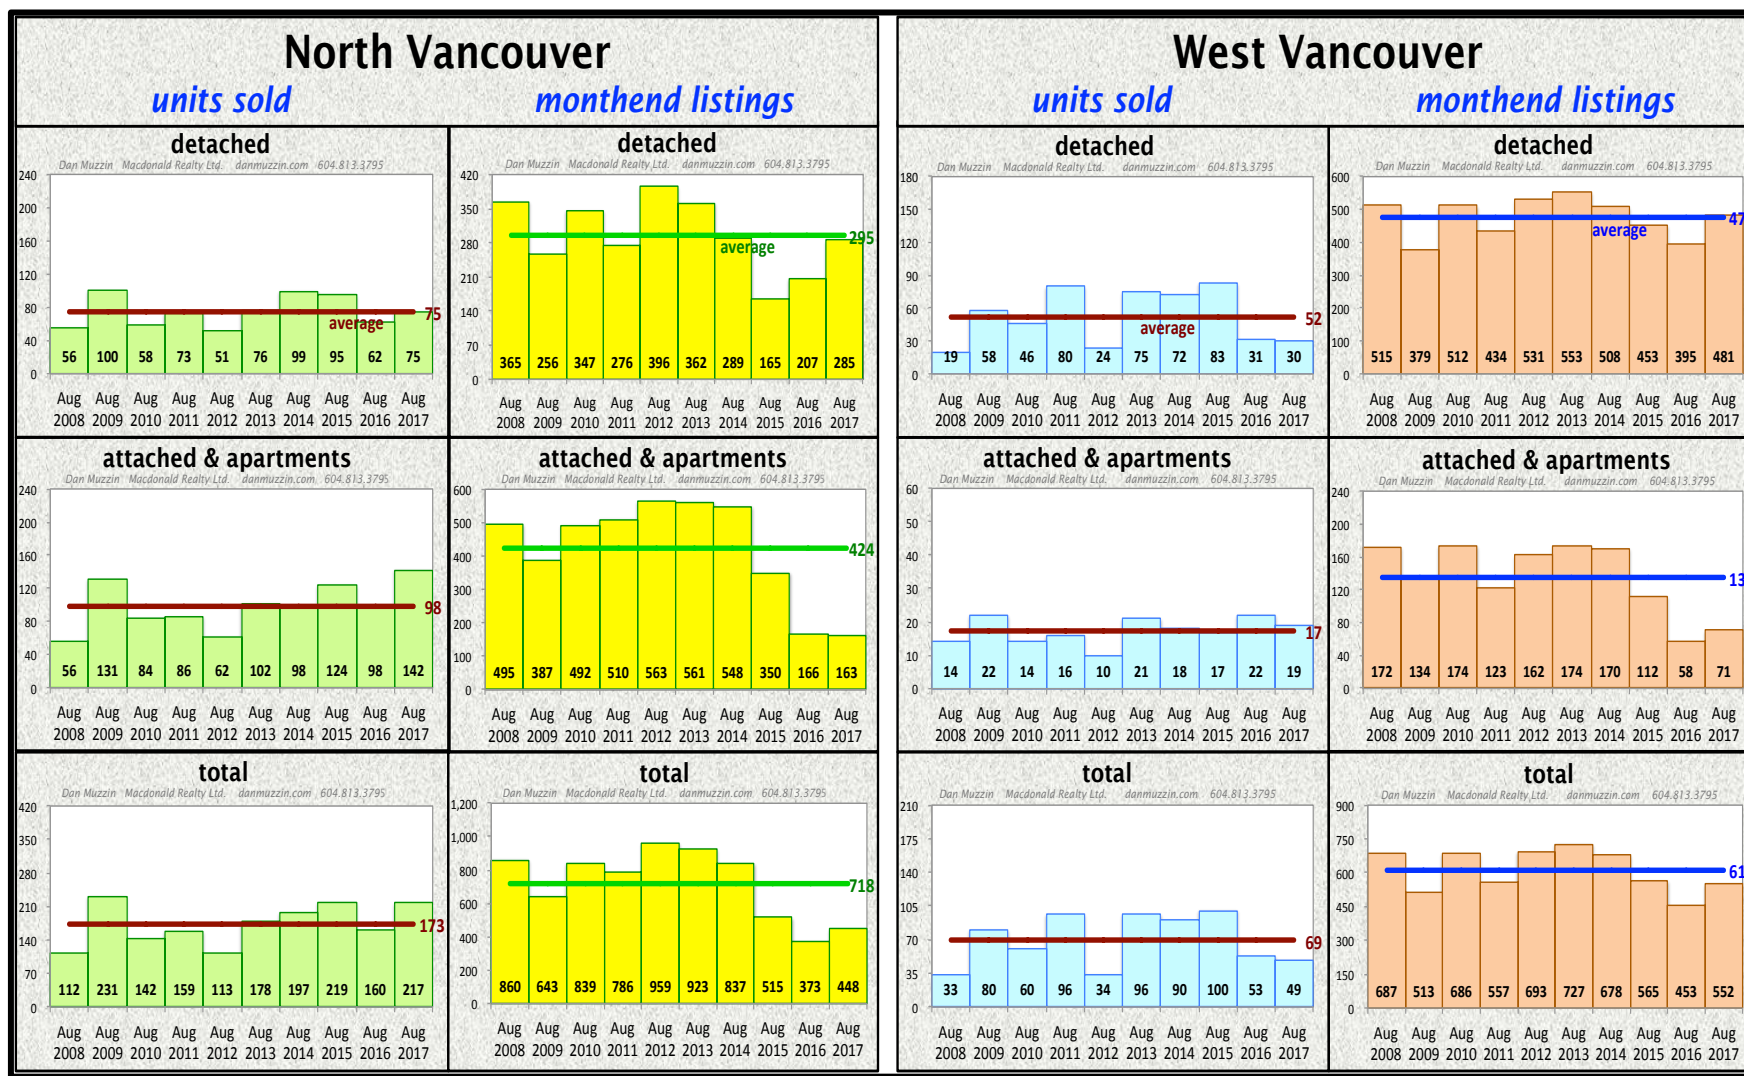 North Vancouver
units sold monthend listings
West Vancouver
units sold monthend listings
detached
Dan Muzzin Macdonald Realty Ltd. danmuzzin.com 604.813.3795
240
200
160
120
80
40
0
75
average
56 100 58 73 51 76 99 95 62 75
Aug Aug Aug Aug Aug Aug Aug Aug Aug Aug
2008 2009 2010 2011 2012 2013 2014 2015 2016 2017
detached
Dan Muzzin Macdonald Realty Ltd. danmuzzin.com 604.813.3795
420
350
280
210
140
70
0
295
average
365 256 347 276 396 362 289 165 207 285
Aug Aug Aug Aug Aug Aug Aug Aug Aug Aug
2008 2009 2010 2011 2012 2013 2014 2015 2016 2017
detached
Dan Muzzin Macdonald Realty Ltd. danmuzzin.com 604.813.3795
180
150
120
90
60
30
0
52
average
19 58 46 80 24 75 72 83 31 30
Aug Aug Aug Aug Aug Aug Aug Aug Aug Aug
2008 2009 2010 2011 2012 2013 2014 2015 2016 2017
detached
Dan Muzzin Macdonald Realty Ltd. danmuzzin.com 604.813.3795
600
500
400
300
200
100
0
47
average
515 379 512 434 531 553 508 453 395 481
Aug Aug Aug Aug Aug Aug Aug Aug Aug Aug
2008 2009 2010 2011 2012 2013 2014 2015 2016 2017
attached & apartments
Dan Muzzin Macdonald Realty Ltd. danmuzzin.com 604.813.3795
240
200
160
120
80
40
0
98
56 131 84 86 62 102 98 124 98 142
Aug Aug Aug Aug Aug Aug Aug Aug Aug Aug
2008 2009 2010 2011 2012 2013 2014 2015 2016 2017
attached & apartments
Dan Muzzin Macdonald Realty Ltd. danmuzzin.com 604.813.3795
600
500
400
300
200
100
0
424
495 387 492 510 563 561 548 350 166 163
Aug Aug Aug Aug Aug Aug Aug Aug Aug Aug
2008 2009 2010 2011 2012 2013 2014 2015 2016 2017
attached & apartments
Dan Muzzin Macdonald Realty Ltd. danmuzzin.com 604.813.3795
60
50
40
30
20
10
0
17
14 22 14 16 10 21 18 17 22 19
Aug Aug Aug Aug Aug Aug Aug Aug Aug Aug
2008 2009 2010 2011 2012 2013 2014 2015 2016 2017
attached & apartments
Dan Muzzin Macdonald Realty Ltd. danmuzzin.com 604.813.3795
240
200
160
120
80
40
0
13
172 134 174 123 162 174 170 112 58 71
Aug Aug Aug Aug Aug Aug Aug Aug Aug Aug
2008 2009 2010 2011 2012 2013 2014 2015 2016 2017
total
Dan Muzzin Macdonald Realty Ltd. danmuzzin.com 604.813.3795
420
350
280
210
140
70
0
173
112 231 142 159 113 178 197 219 160 217
Aug Aug Aug Aug Aug Aug Aug Aug Aug Aug
2008 2009 2010 2011 2012 2013 2014 2015 2016 2017
total
Dan Muzzin Macdonald Realty Ltd. danmuzzin.com 604.813.3795
1,200
1,000
800
600
400
200
0
718
860 643 839 786 959 923 837 515 373 448
Aug Aug Aug Aug Aug Aug Aug Aug Aug Aug
2008 2009 2010 2011 2012 2013 2014 2015 2016 2017
total
Dan Muzzin Macdonald Realty Ltd. danmuzzin.com 604.813.3795
210
175
140
105
70
35
0
69
33 80 60 96 34 96 90 100 53 49
Aug Aug Aug Aug Aug Aug Aug Aug Aug Aug
2008 2009 2010 2011 2012 2013 2014 2015 2016 2017
total
Dan Muzzin Macdonald Realty Ltd. danmuzzin.com 604.813.3795
900
750
600
450
300
150
0
61
687 513 686 557 693 727 678 565 453 552
Aug Aug Aug Aug Aug Aug Aug Aug Aug Aug
2008 2009 2010 2011 2012 2013 2014 2015 2016 2017